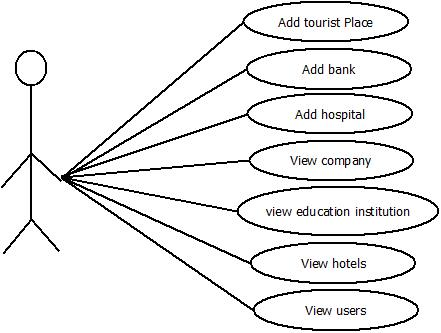 Add tourist Place
Add bank
Add hospital
View company
view education institution
View hotels
View users